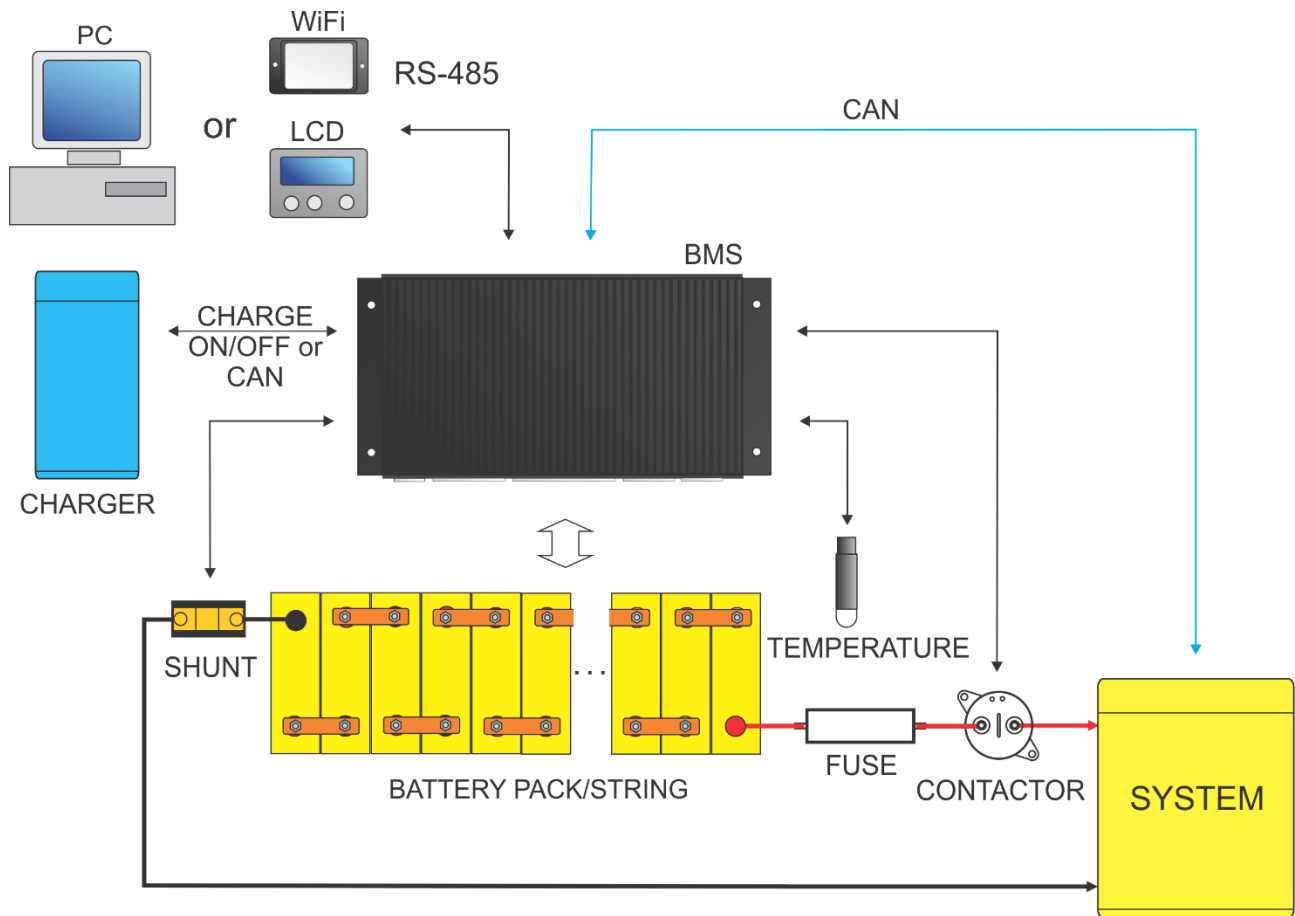 PC
WiFi
RS-485
or
LCD
CAN
BMS
CHARGE
ON/OFF or
CAN
CHARGER
SHUNT
...
TEMPERATURE
BATTERY PACK/STRING
FUSE
CONTACTOR
SYSTEM